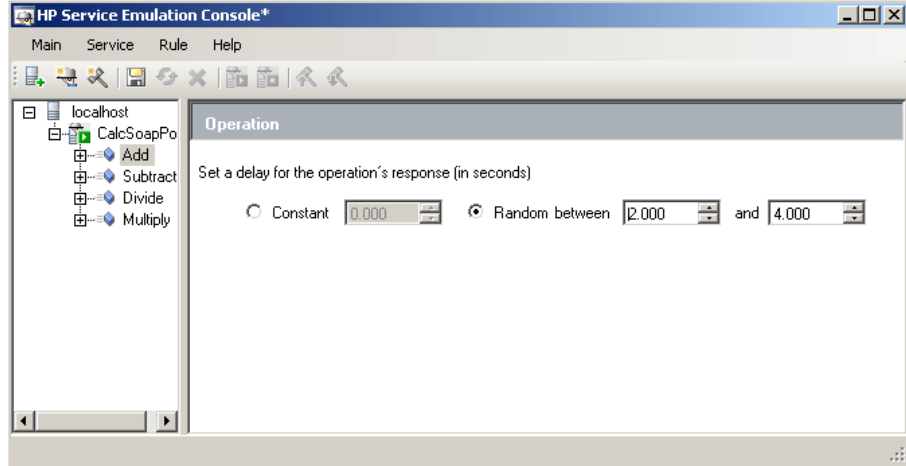 HP Service Emulation Console*
Main Service Rule Help
localhost
CalcSoapPo
Add
Subtract
Divide
Multiply
Operation
Set a delay for the operation's response (in seconds)
Constant 0.000 Random between 2.000 and 4.000